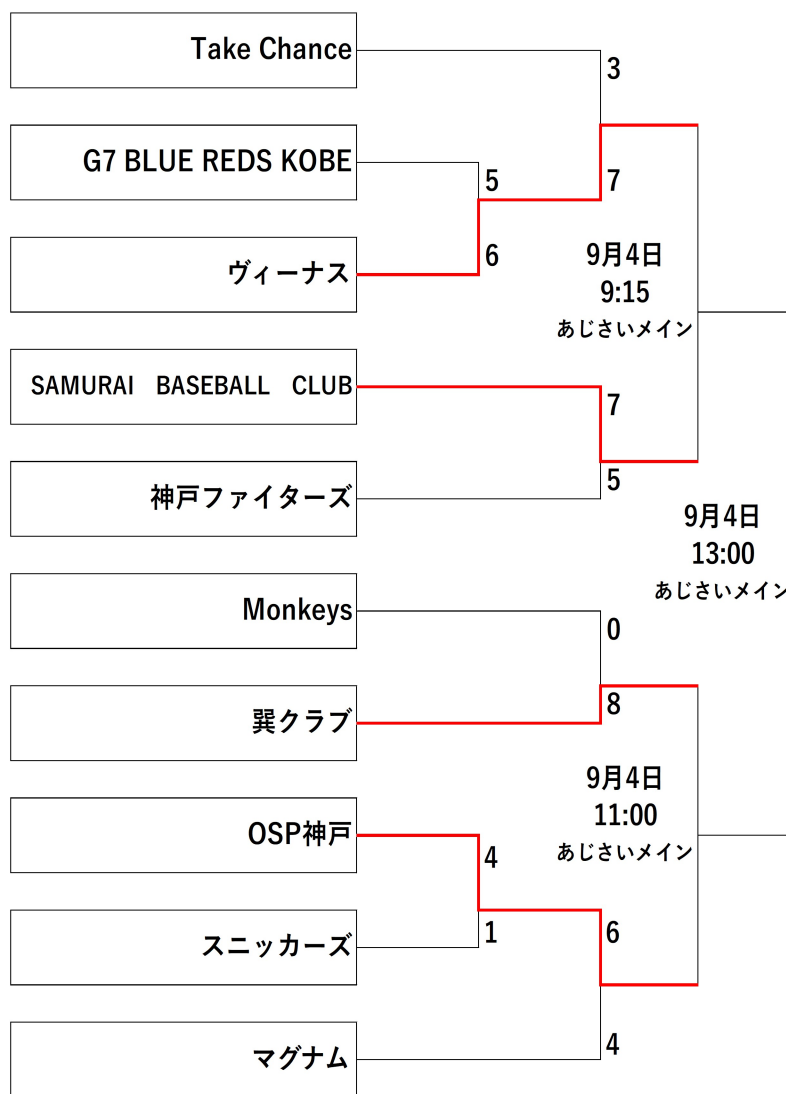 Take Chance
3
G7 BLUE REDS KOBE
5
7
ヴィーナス
6
9月4日
9:15
あじさいメイン
SAMURAI　BASEBALL　CLUB
7
神戸ファイターズ
5
9月4日
13:00
あじさいメイン
Monkeys
0
巽クラブ
8
9月4日
11:00
あじさいメイン
OSP神戸
4
スニッカーズ
1
6
マグナム
4